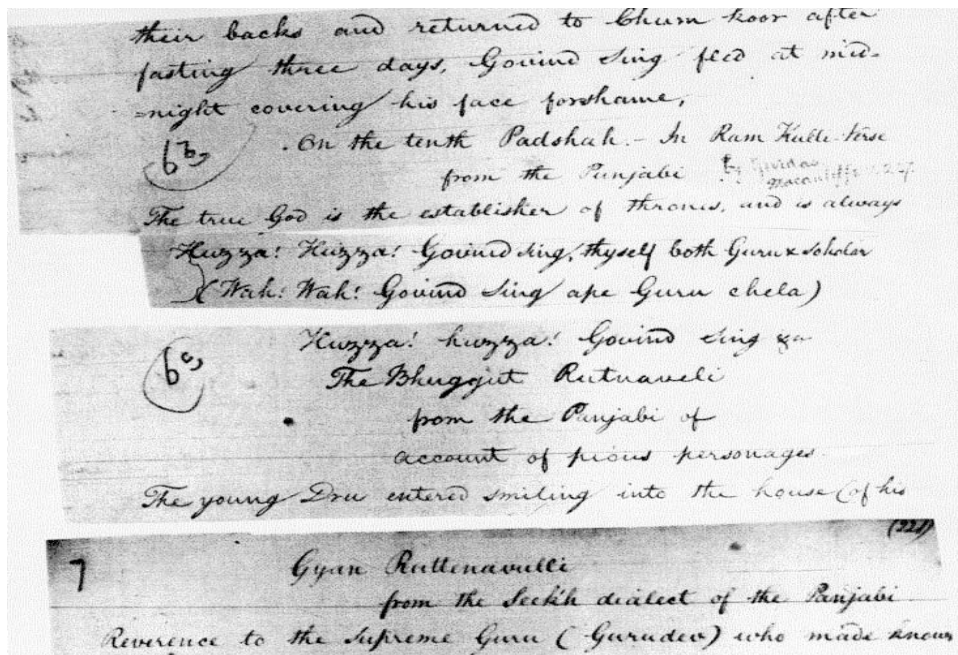 their backs and returned to Chum koor after
fasting three days, Govind Sing fled at mid-
=night covering his face forshame,
6b, . On the tenth Padshah. - In Ram Kulle Verse
from the Punjabi by Gurdas
The true God is the establisher of thrones, and is always
Huzza! Huzza! Govind Sing, thyself both Guru & scholar
(Wah! Wah! Govind Sing ape Guru chela)
6c, Huzza! huzza! Govind Sing
The Bhuggut Rutnaveli
from the Panjabi of
account of pious personages.
The young Dru entered smiling into the house (of his
(221)
7 Gyan Ruttenavulli
from the Seekh dialect of the Panjabi
Reverence to the Supreme Guru (Gurudev) who made known